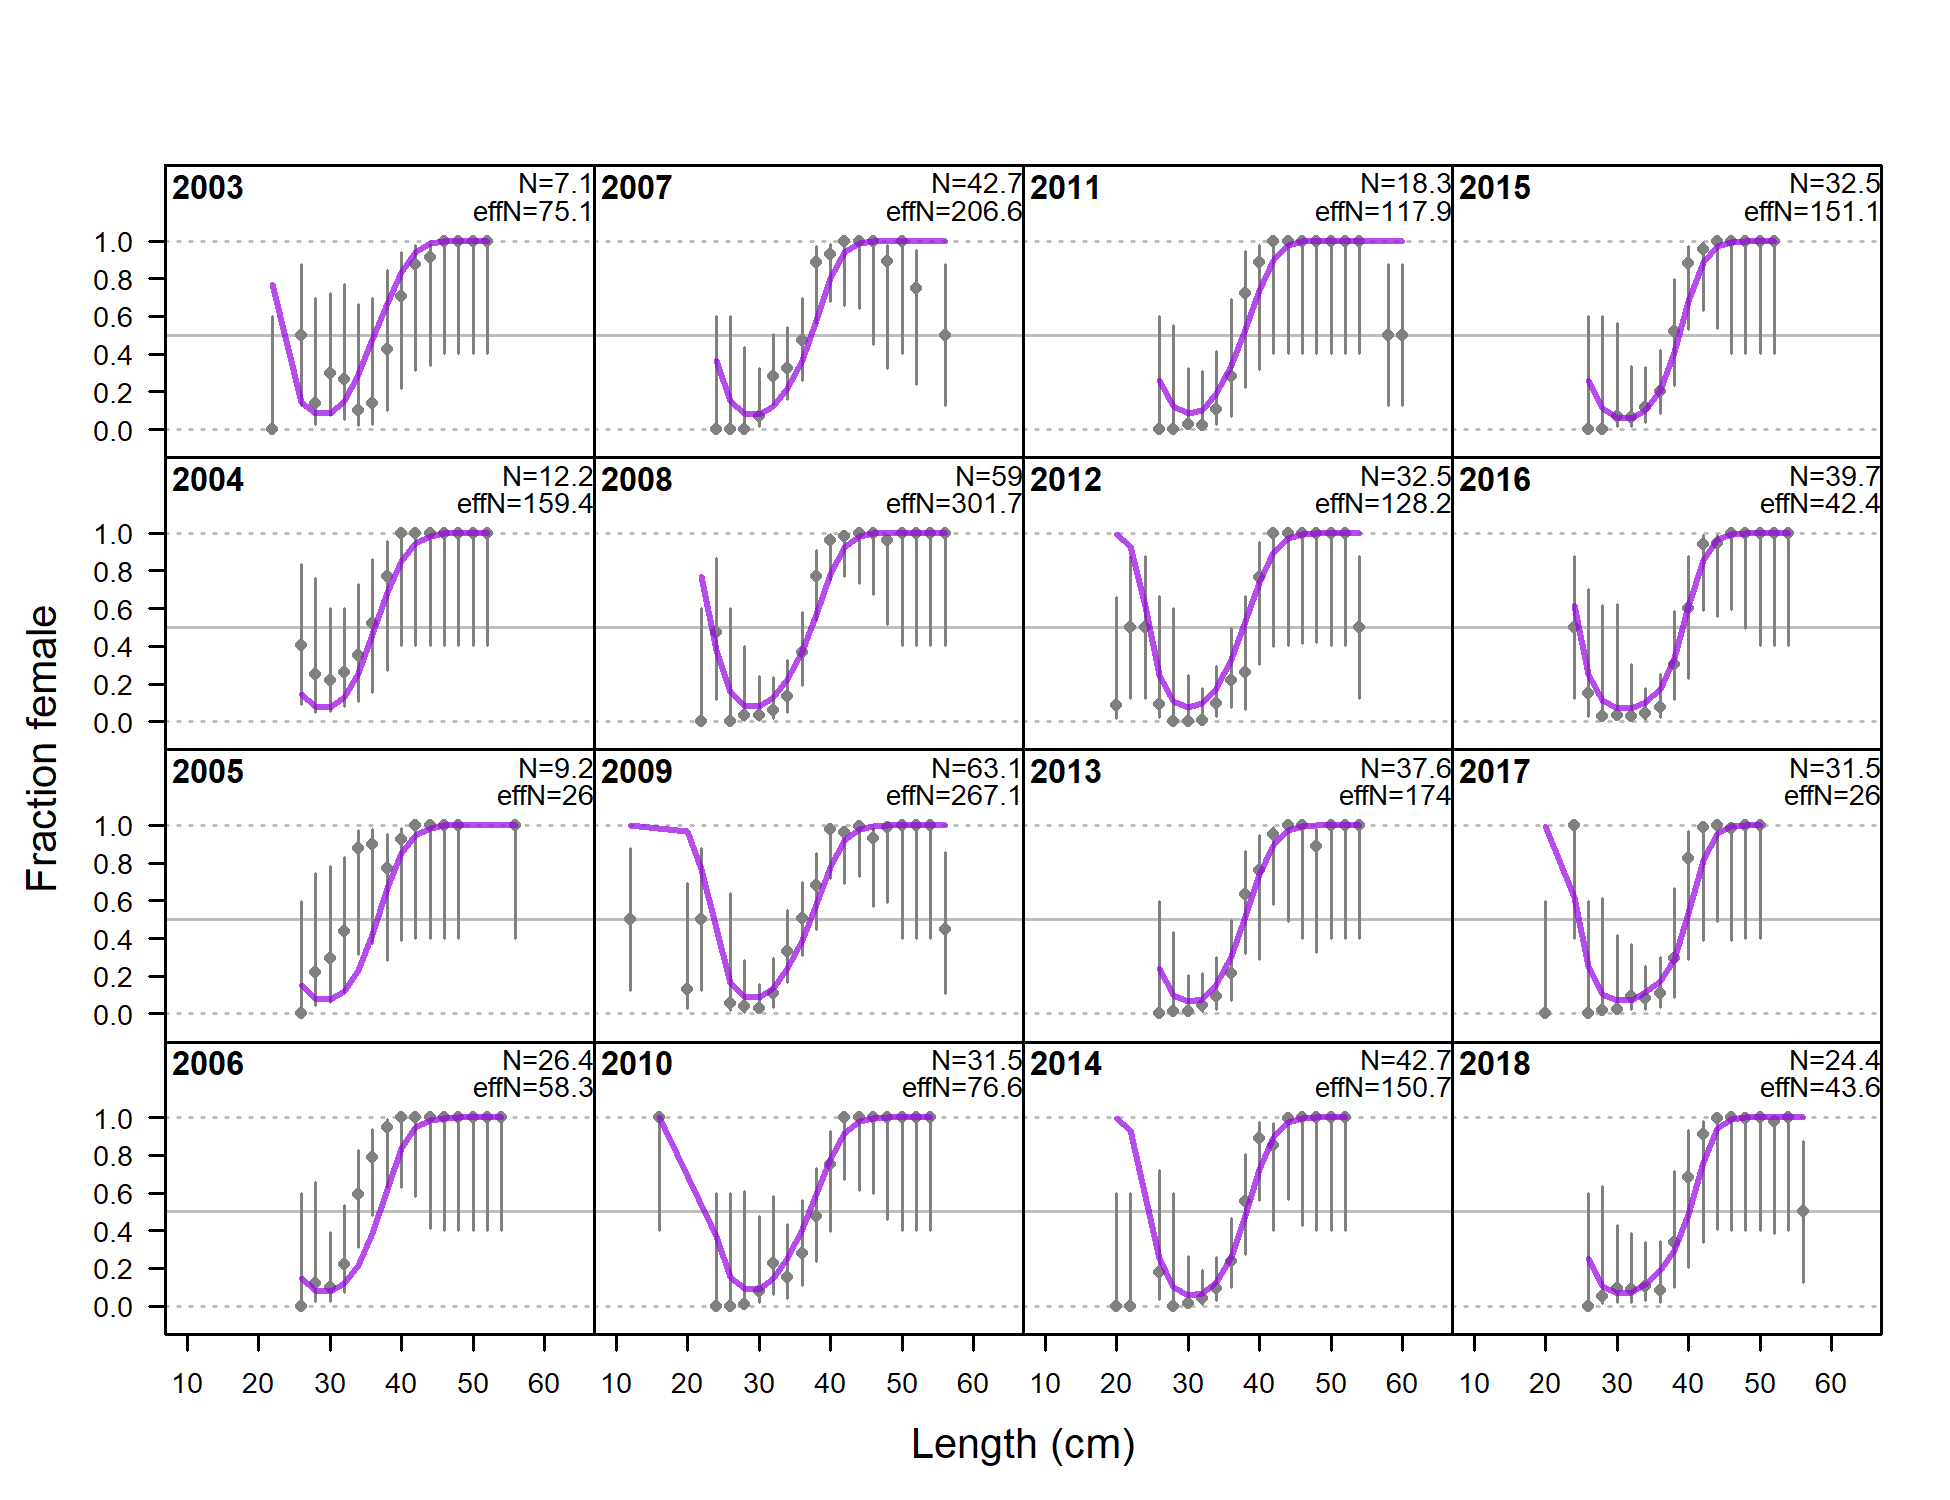 2003
N=7.1
effN=75.1
2007
N=42.7
effN=206.6
2011
N=18.3
effN=117.9
2015
N=32.5
effN=151.1
1.0
0.8
0.6
0.4
0.2
0.0
2004
N=12.2
effN=159.4
2008
N=59
effN=301.7
2012
N=32.5
effN=128.2
2016
N=39.7
effN=42.4
1.0
0.8
0.6
0.4
0.2
0.0
2005
N=9.2
effN=26
2009
N=63.1
effN=267.1
2013
N=37.6
effN=174
2017
N=31.5
effN=26
1.0
0.8
0.6
0.4
0.2
0.0
2006
N=26.4
effN=58.3
2010
N=31.5
effN=76.6
2014
N=42.7
effN=150.7
2018
N=24.4
effN=43.6
1.0
0.8
0.6
0.4
0.2
0.0
Fraction female
10 20 30 40 50 60 10 20 30 40 50 60 10 20 30 40 50 60 10 20 30 40 50 60
Length (cm)